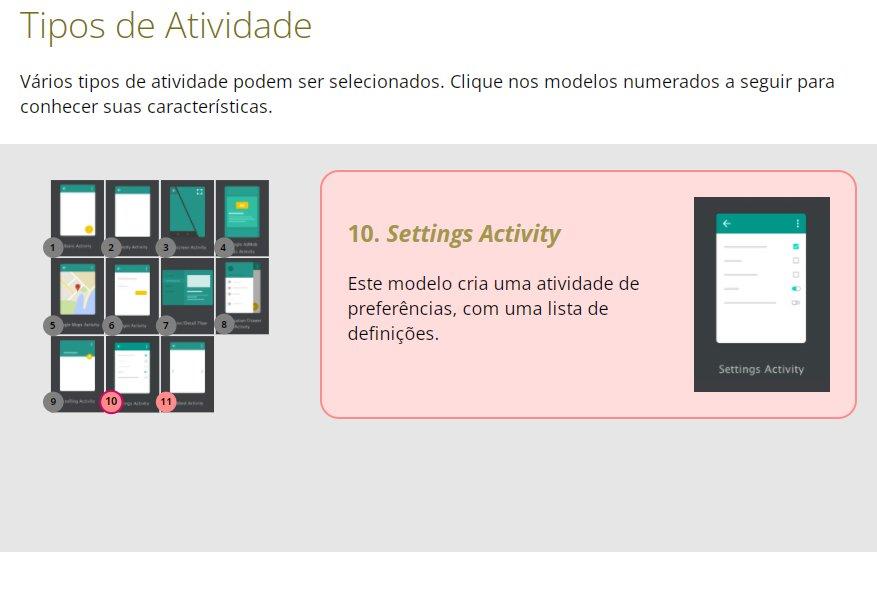 Tipos de Atividade
Vários tipos de atividade podem ser selecionados. Clique nos modelos numerados a seguir para
conhecer suas características.
1
2
3
4
5
6
7
8
9
10
11
10. Settings Activity
Este modelo cria uma atividade de
preferências, com uma lista de
definições.
Settings Activity